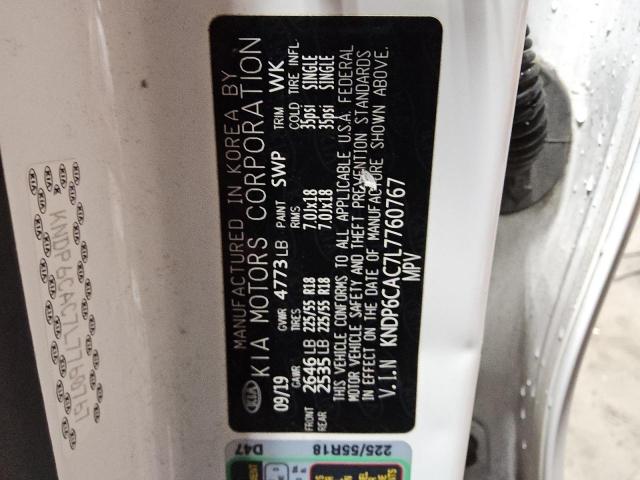 MANUFACTURED IN KOREA BY
KIA KIA MOTORS CORPORATION
09/19 GVWR 4773LB PAINT SWP TRIM WK
GAWR TIRES RIMS COLD TIRE INFL.
FRONT 2646LB 225/55 R18 7.0Jx18 35psi SINGLE
REAR 2535LB 225/55 R18 7.0Jx18 35psi SINGLE
THIS VEHICLE CONFORMS TO ALL APPLICABLE U.S.A. FEDERAL
MOTOR VEHICLE SAFETY AND THEFT PREVENTION STANDARDS
IN EFFECT ON THE DATE OF MANUFACTURE SHOWN ABOVE.
V.I.N KNDP6CAC7L7760767
MPV
KNDP6CAC7L7760767
D47 225/55R18